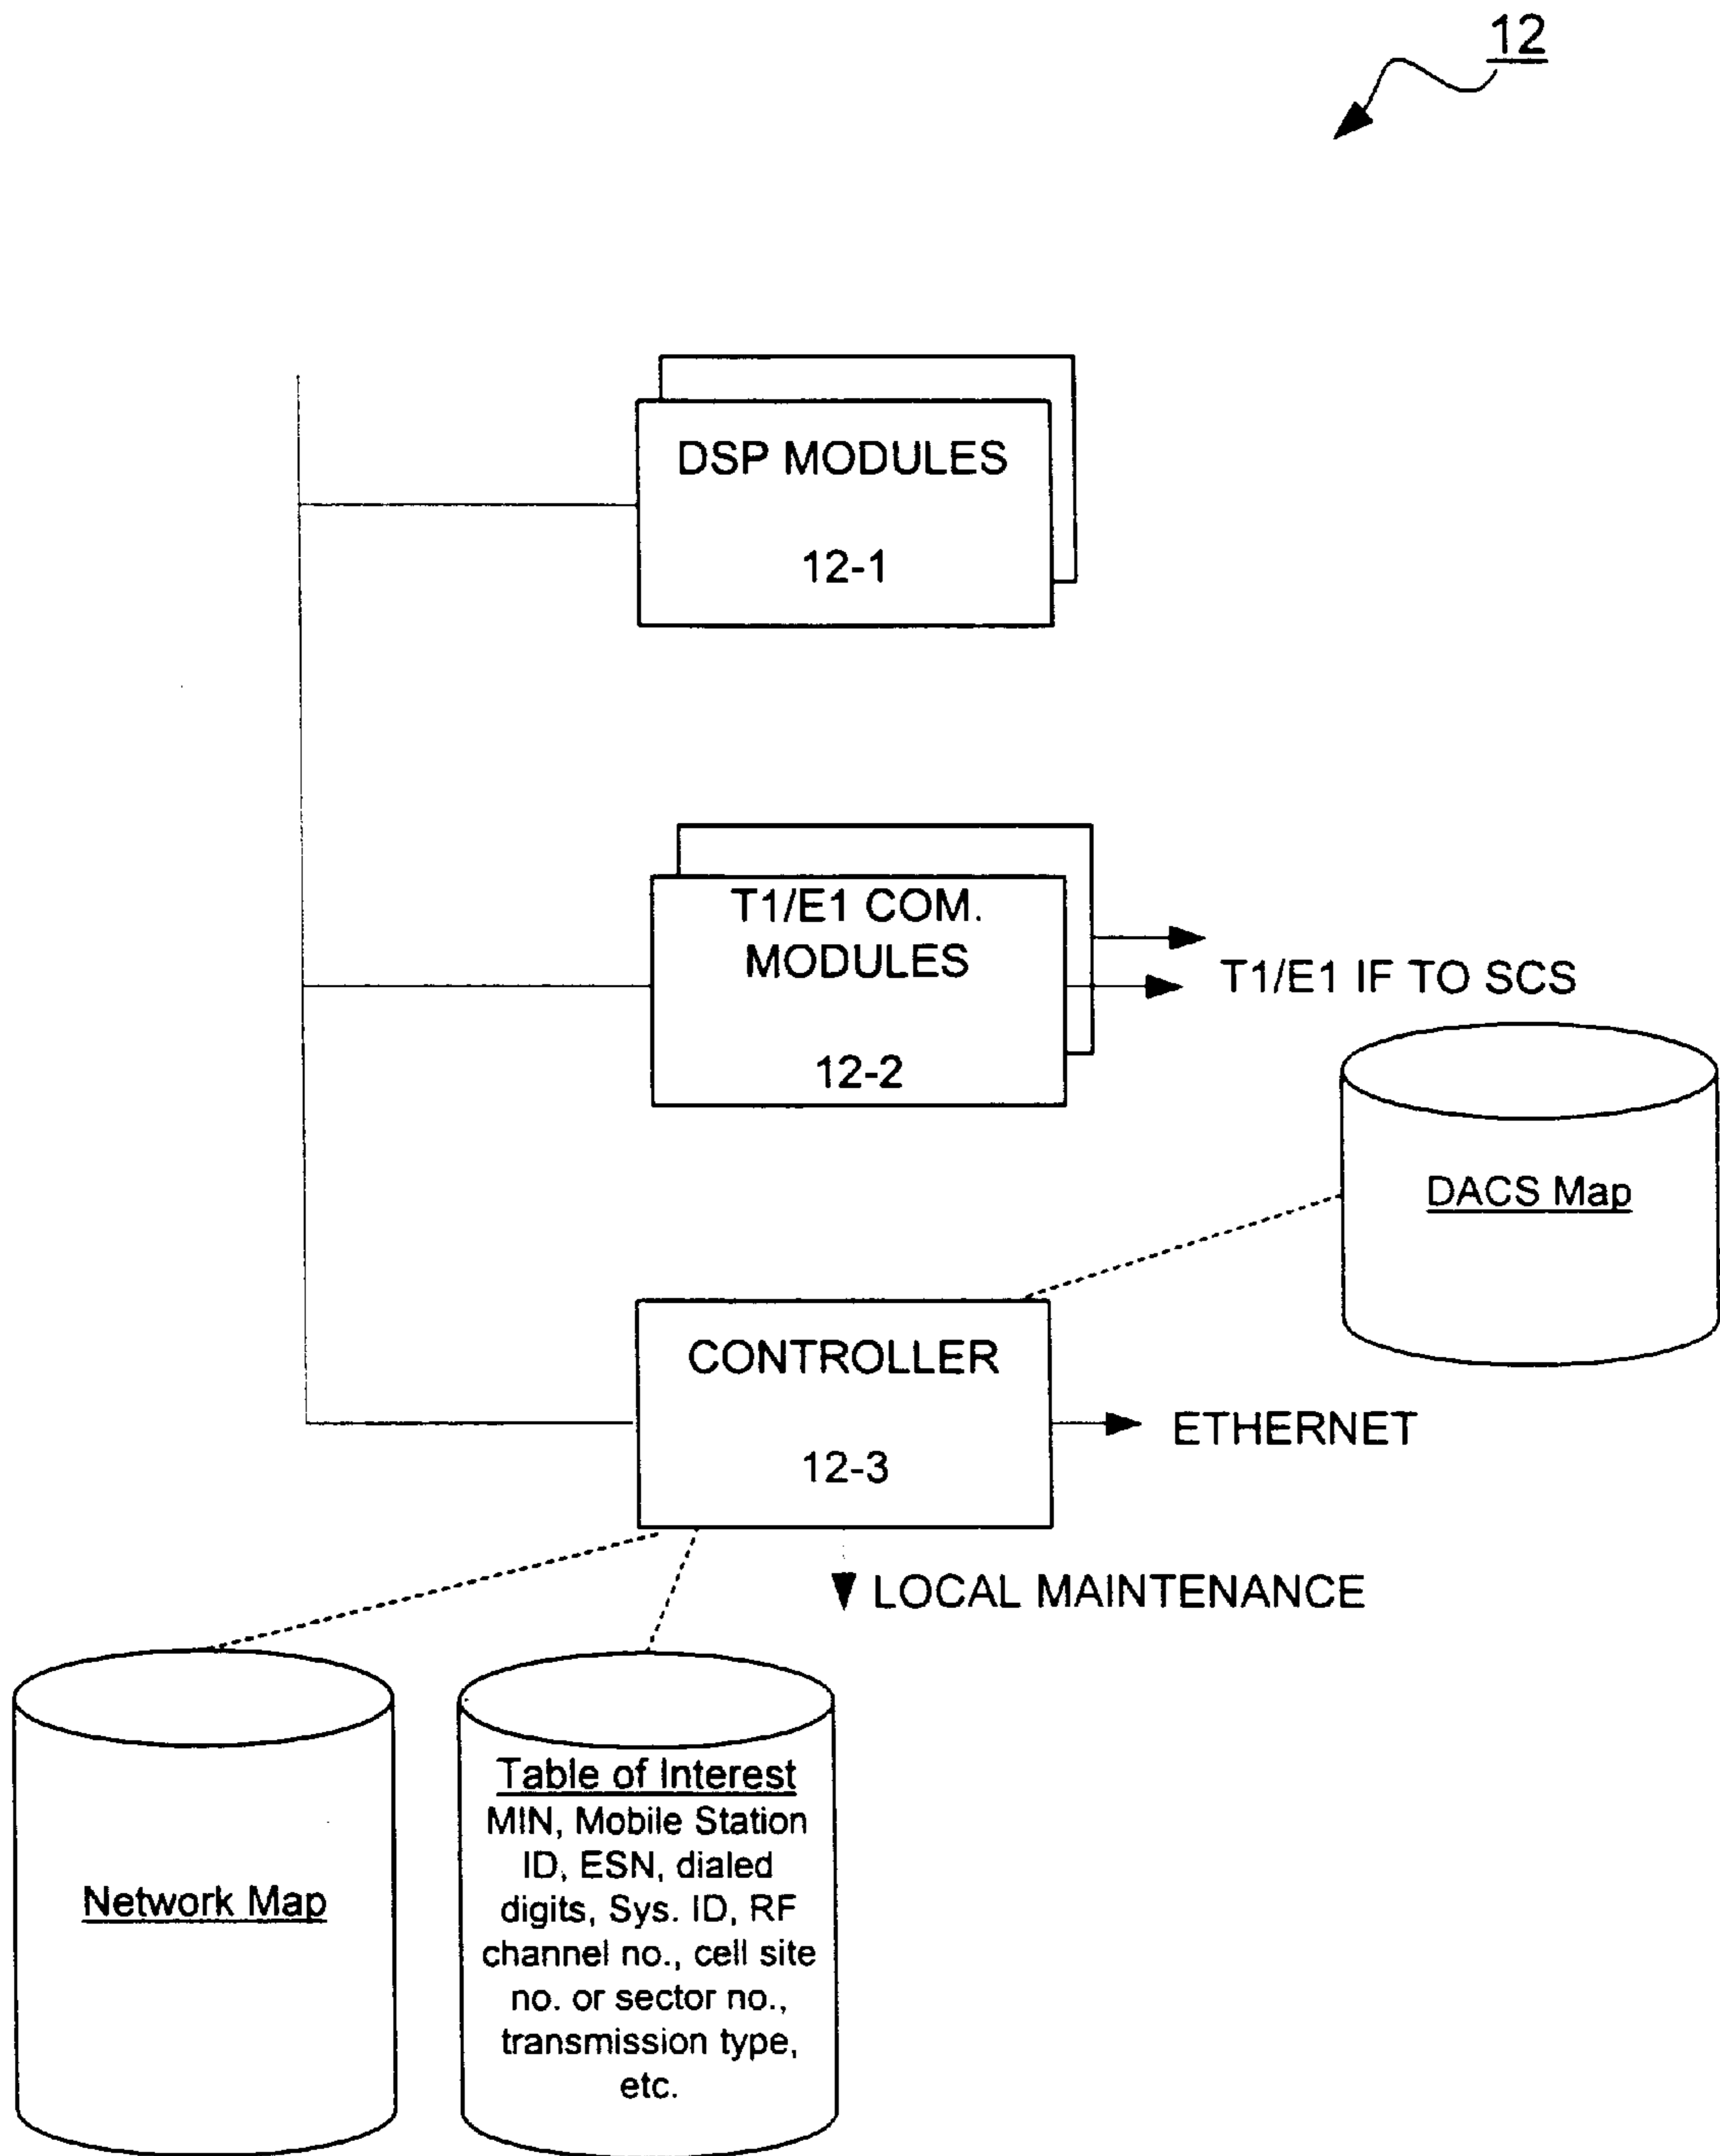 12
DSP MODULES
12-1
T1/E1 COM.
MODULES
12-2
T1/E1 IF TO SCS
DACS Map
CONTROLLER
12-3
ETHERNET
LOCAL MAINTENANCE
Network Map
Table of Interest
MIN, Mobile Station
ID, ESN, dialed
digits, Sys. ID, RF
channel no., cell site
no. or sector no.,
transmission type,
etc.